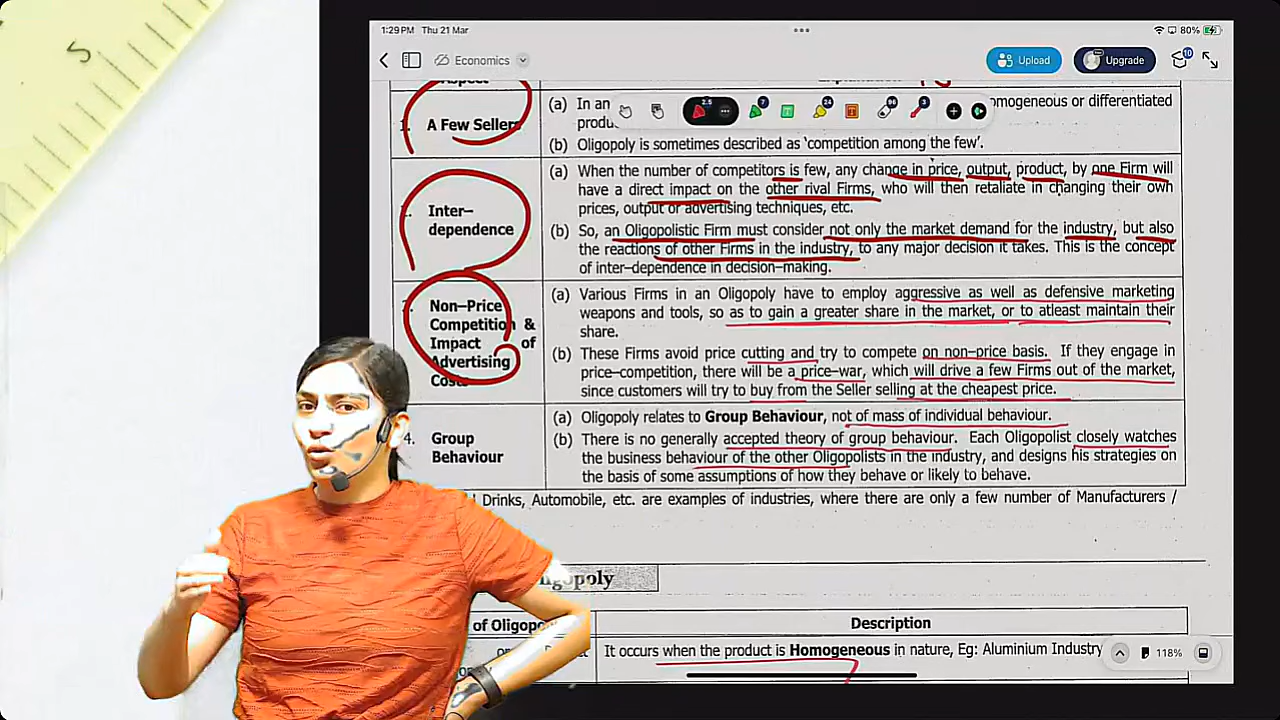 5
1:29 PM Thu 21 Mar
80%
Economics
Upload
Upgrade
10
Aspect
2.5
7
24
96
3
1. A Few Sellers
(a) In an omogeneous or differentiated
produ
(b) Oligopoly is sometimes described as 'competition among the few'.
Inter–
dependence
(a) When the number of competitors is few, any change in price, output, product, by one Firm will
have a direct impact on the other rival Firms, who will then retaliate in changing their own
prices, output or advertising techniques, etc.
(b) So, an Oligopolistic Firm must consider not only the market demand for the industry, but also
the reactions of other Firms in the industry, to any major decision it takes. This is the concept
of inter–dependence in decision–making.
Non–Price
Competition &
Impact of
Advertising
Costs
(a) Various Firms in an Oligopoly have to employ aggressive as well as defensive marketing
weapons and tools, so as to gain a greater share in the market, or to atleast maintain their
share.
(b) These Firms avoid price cutting and try to compete on non–price basis. If they engage in
price–competition, there will be a price–war, which will drive a few Firms out of the market,
since customers will try to buy from the Seller selling at the cheapest price.
4. Group
Behaviour
(a) Oligopoly relates to Group Behaviour, not of mass of individual behaviour.
(b) There is no generally accepted theory of group behaviour. Each Oligopolist closely watches
the business behaviour of the other Oligopolists in the industry, and designs his strategies on
the basis of some assumptions of how they behave or likely to behave.
Drinks, Automobile, etc. are examples of industries, where there are only a few number of Manufacturers /
ligopoly
of Oligopo
Description
It occurs when the product is Homogeneous in nature, Eg: Aluminium Industry
118%